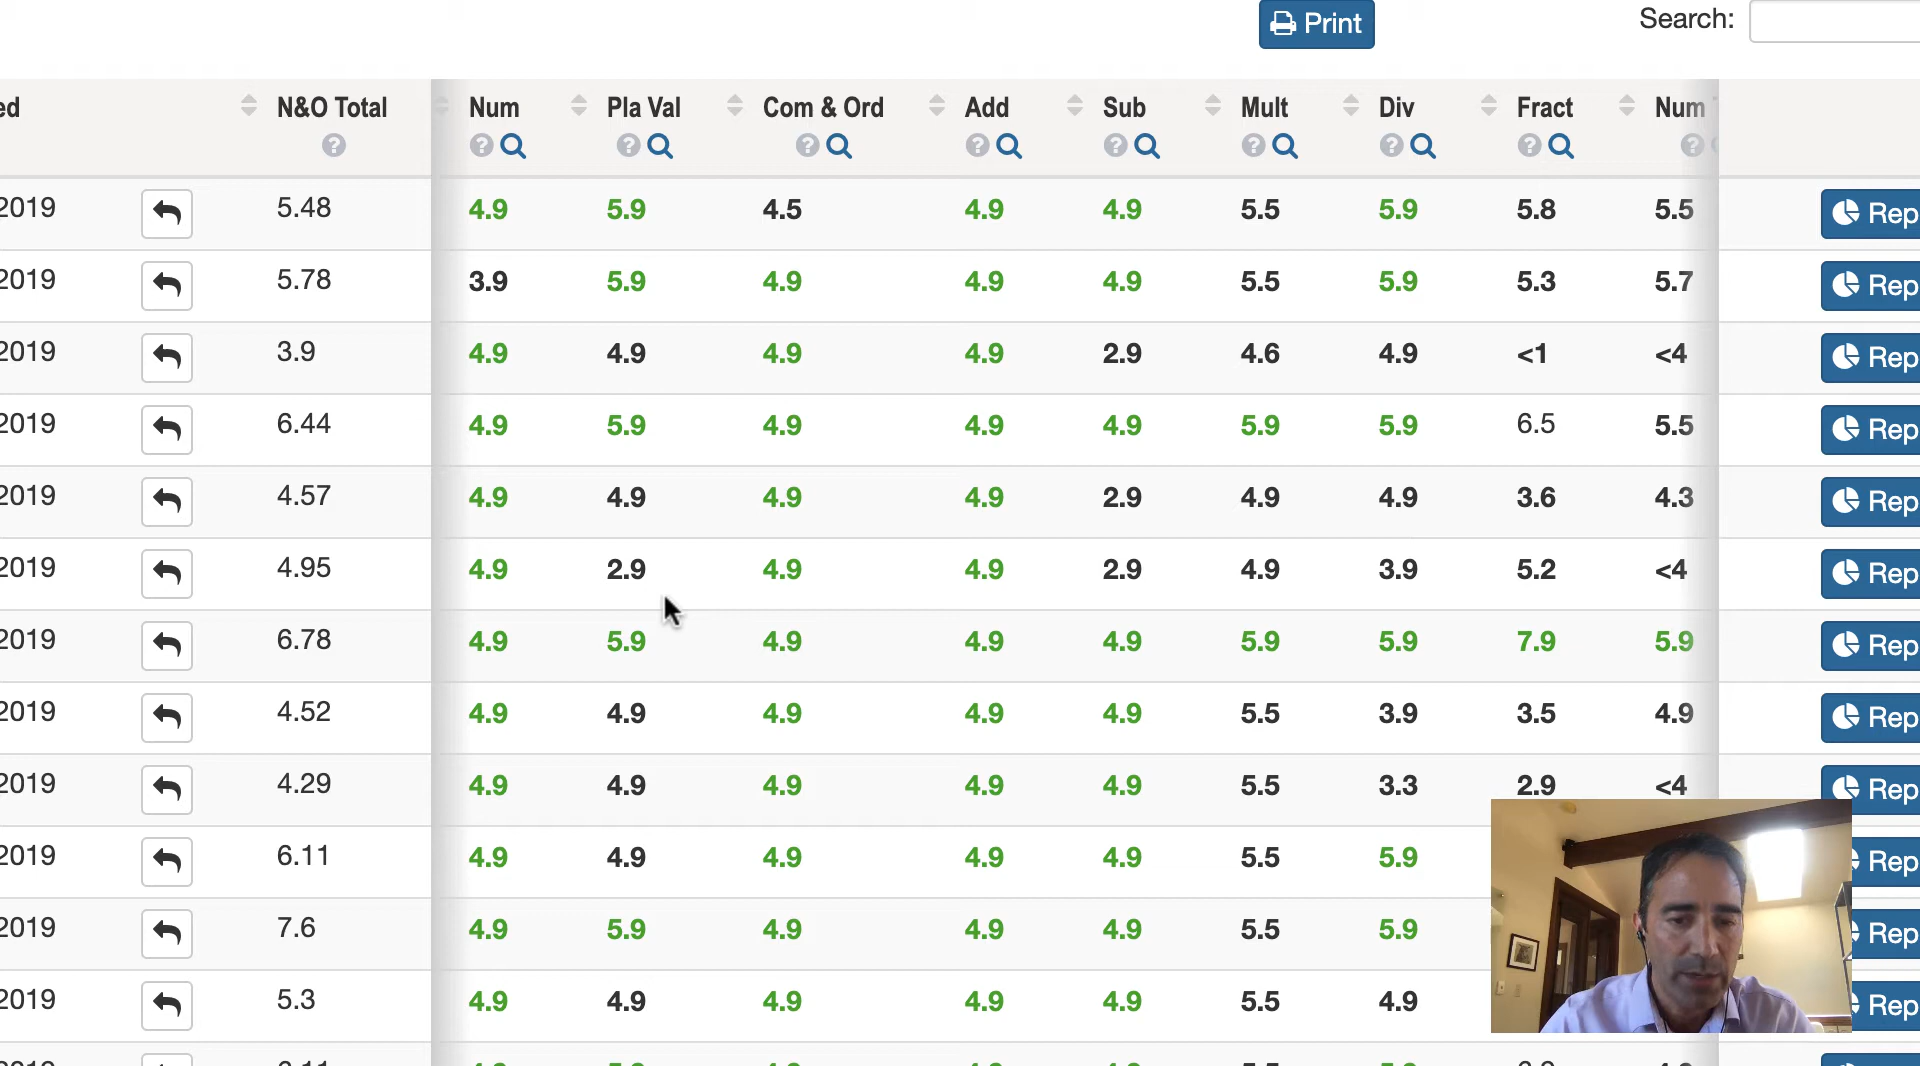 Print Search:
ed N&O Total Num Pla Val Com & Ord Add Sub Mult Div Fract Num
2019 5.48 4.9 5.9 4.5 4.9 4.9 5.5 5.9 5.8 5.5 Rep
2019 5.78 3.9 5.9 4.9 4.9 4.9 5.5 5.9 5.3 5.7 Rep
2019 3.9 4.9 4.9 4.9 4.9 2.9 4.6 4.9 <1 <4 Rep
2019 6.44 4.9 5.9 4.9 4.9 4.9 5.9 5.9 6.5 5.5 Rep
2019 4.57 4.9 4.9 4.9 4.9 2.9 4.9 4.9 3.6 4.3 Rep
2019 4.95 4.9 2.9 4.9 4.9 2.9 4.9 3.9 5.2 <4 Rep
2019 6.78 4.9 5.9 4.9 4.9 4.9 5.9 5.9 7.9 5.9 Rep
2019 4.52 4.9 4.9 4.9 4.9 4.9 5.5 3.9 3.5 4.9 Rep
2019 4.29 4.9 4.9 4.9 4.9 4.9 5.5 3.3 2.9 <4 Rep
2019 6.11 4.9 4.9 4.9 4.9 4.9 5.5 5.9 Rep
2019 7.6 4.9 5.9 4.9 4.9 4.9 5.5 5.9 Rep
2019 5.3 4.9 4.9 4.9 4.9 4.9 5.5 4.9 Rep